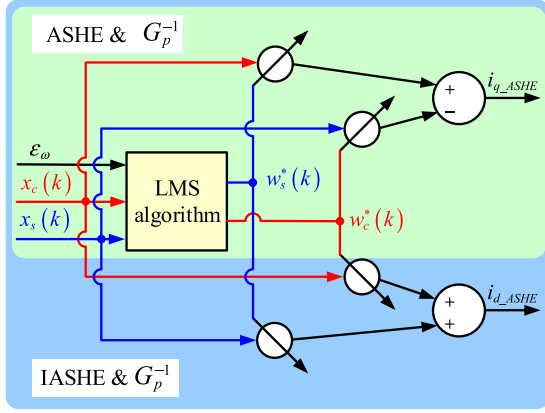 ASHE & G_p^{-1}
i_{q_ASHE}
+
−
ε_ω
x_c(k)
x_s(k)
LMS
algorithm
w_s^*(k)
w_c^*(k)
i_{d_ASHE}
+
+
IASHE & G_p^{-1}